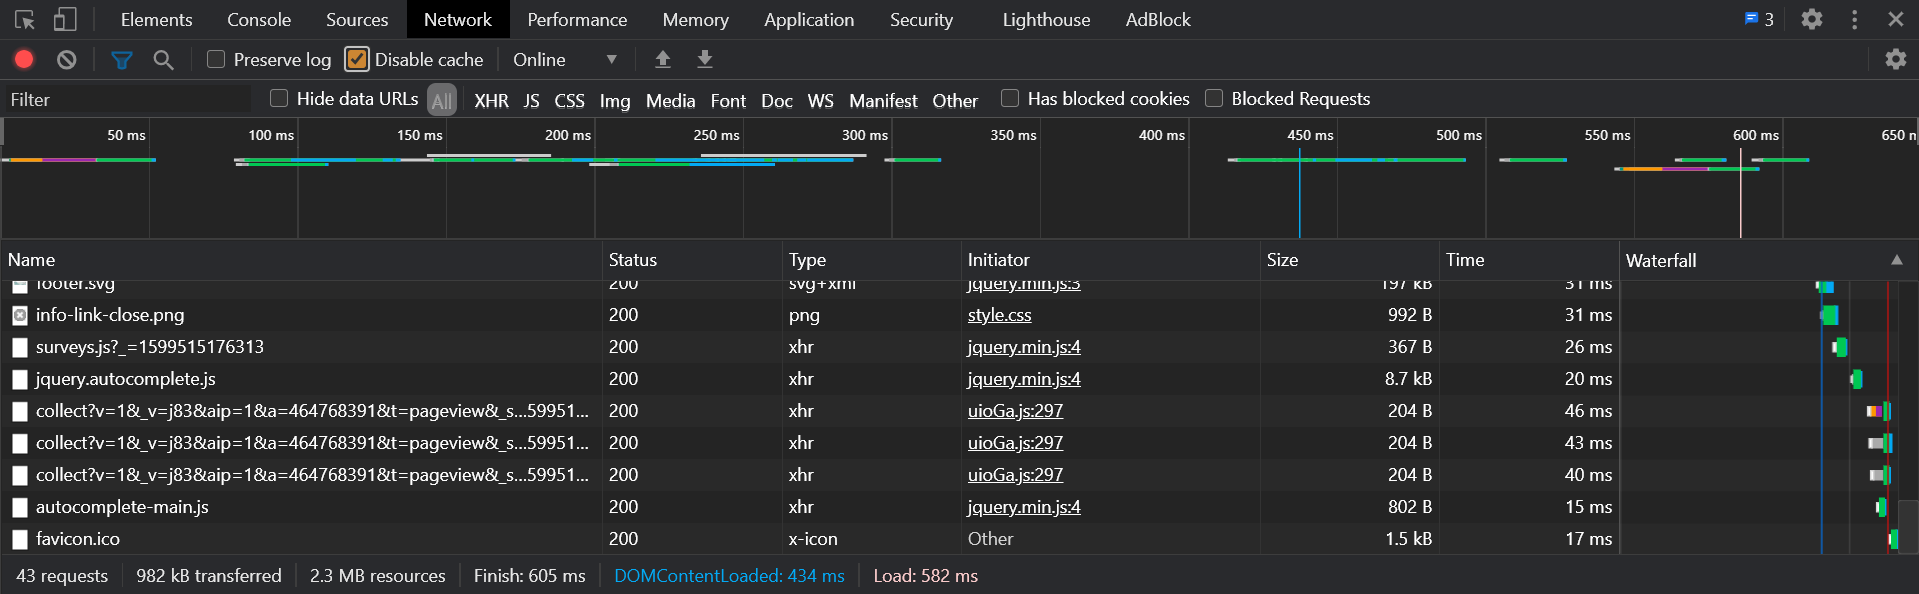 Elements Console Sources Network Performance Memory Application Security Lighthouse AdBlock 3
Preserve log Disable cache Online
Filter Hide data URLs All XHR JS CSS Img Media Font Doc WS Manifest Other Has blocked cookies Blocked Requests
50 ms 100 ms 150 ms 200 ms 250 ms 300 ms 350 ms 400 ms 450 ms 500 ms 550 ms 600 ms 650 m
Name Status Type Initiator Size Time Waterfall
footer.svg 200 svg+xml jquery.min.js:3 197 kB 31 ms
info-link-close.png 200 png style.css 992 B 31 ms
surveys.js?_=1599515176313 200 xhr jquery.min.js:4 367 B 26 ms
jquery.autocomplete.js 200 xhr jquery.min.js:4 8.7 kB 20 ms
collect?v=1&_v=j83&aip=1&a=464768391&t=pageview&_s...59951... 200 xhr uioGa.js:297 204 B 46 ms
collect?v=1&_v=j83&aip=1&a=464768391&t=pageview&_s...59951... 200 xhr uioGa.js:297 204 B 43 ms
collect?v=1&_v=j83&aip=1&a=464768391&t=pageview&_s...59951... 200 xhr uioGa.js:297 204 B 40 ms
autocomplete-main.js 200 xhr jquery.min.js:4 802 B 15 ms
favicon.ico 200 x-icon Other 1.5 kB 17 ms
43 requests 982 kB transferred 2.3 MB resources Finish: 605 ms DOMContentLoaded: 434 ms Load: 582 ms